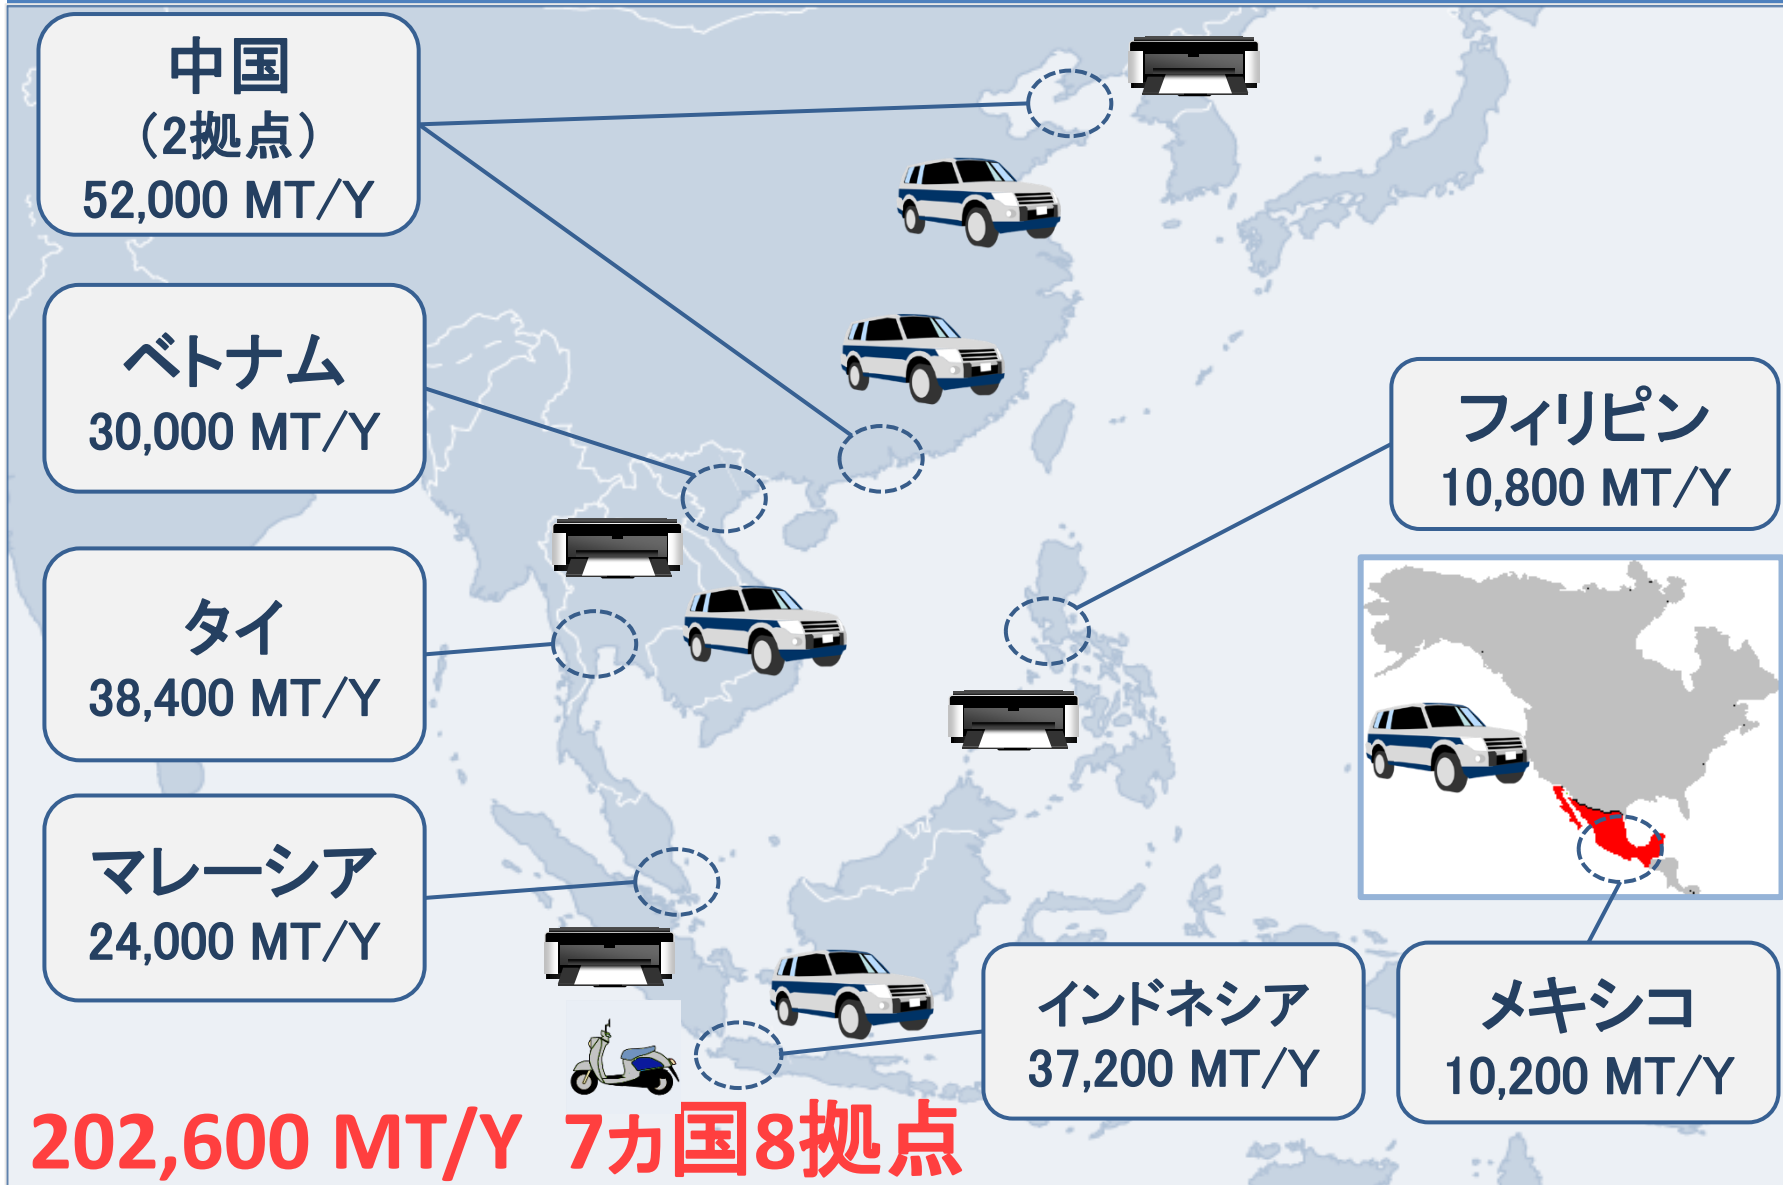 中国
（2拠点）
52,000 MT/Y
ベトナム
30,000 MT/Y
タイ
38,400 MT/Y
マレーシア
24,000 MT/Y
フィリピン
10,800 MT/Y
インドネシア
37,200 MT/Y
メキシコ
10,200 MT/Y
202,600 MT/Y 7カ国8拠点